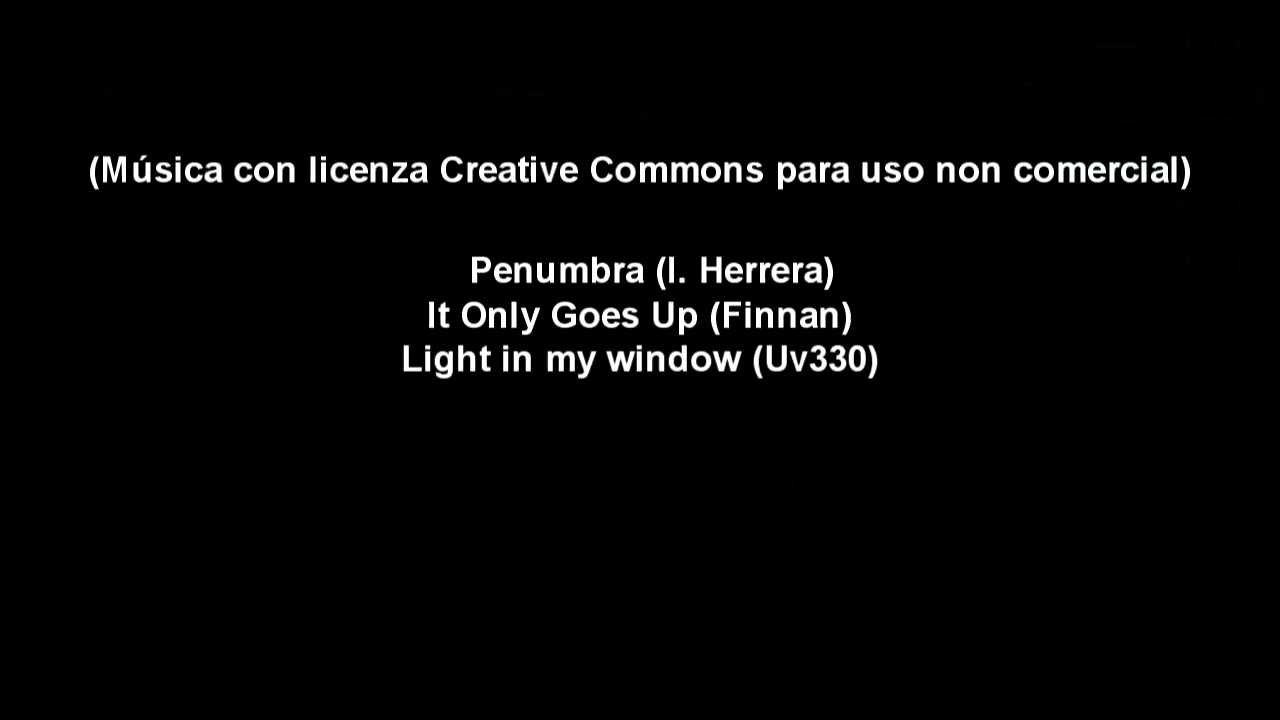 (Música con licenza Creative Commons para uso non comercial)
Penumbra (I. Herrera)
It Only Goes Up (Finnan)
Light in my window (Uv330)